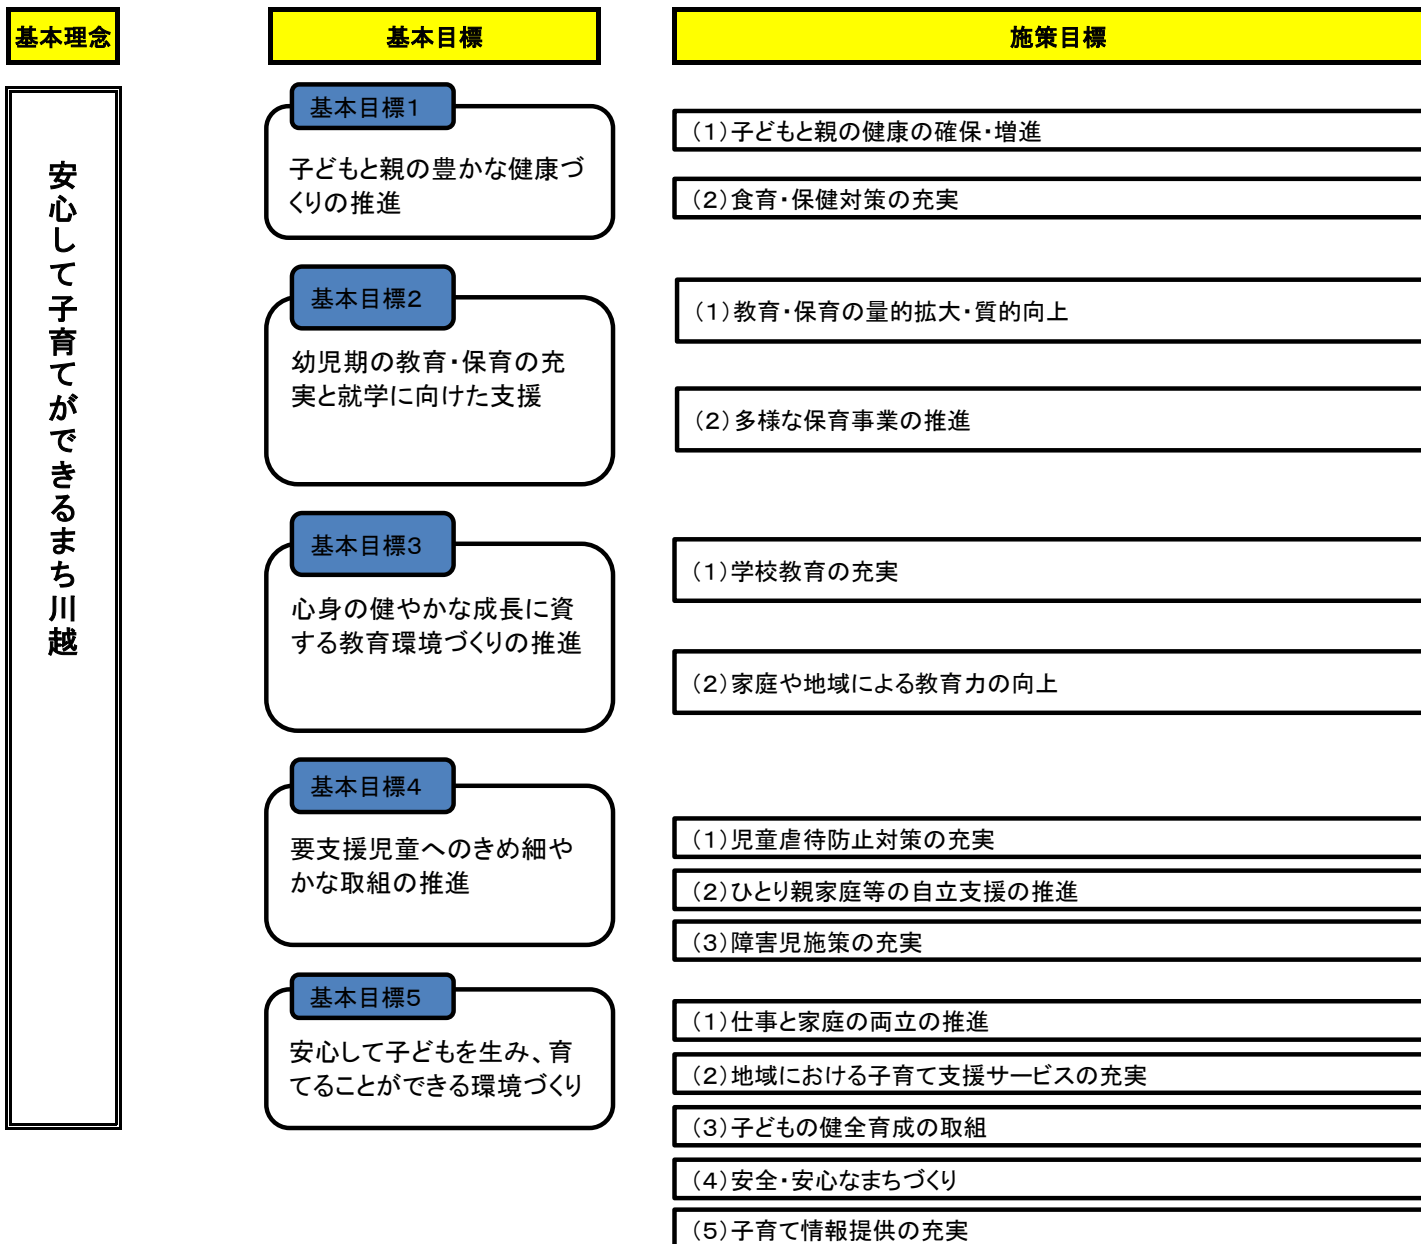 基本理念
基本目標
施策目標
安心して子育てができるまち川越
基本目標1
子どもと親の豊かな健康づ
くりの推進
(1)子どもと親の健康の確保・増進
(2)食育・保健対策の充実
基本目標2
幼児期の教育・保育の充
実と就学に向けた支援
(1)教育・保育の量的拡大・質的向上
(2)多様な保育事業の推進
基本目標3
心身の健やかな成長に資
する教育環境づくりの推進
(1)学校教育の充実
(2)家庭や地域による教育力の向上
基本目標4
要支援児童へのきめ細や
かな取組の推進
(1)児童虐待防止対策の充実
(2)ひとり親家庭等の自立支援の推進
(3)障害児施策の充実
基本目標5
安心して子どもを生み、育
てることができる環境づくり
(1)仕事と家庭の両立の推進
(2)地域における子育て支援サービスの充実
(3)子どもの健全育成の取組
(4)安全・安心なまちづくり
(5)子育て情報提供の充実